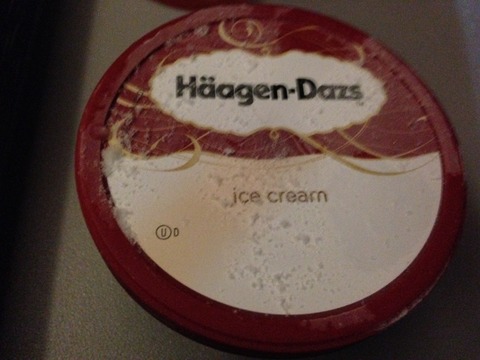 Häagen-Dazs
ice cream
Ⓤ D